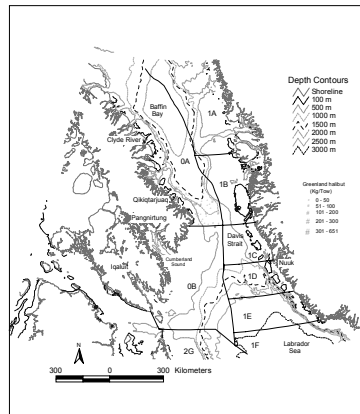 Depth Contours
Shoreline
100 m
500 m
1000 m
1500 m
2000 m
2500 m
3000 m
Greenland halibut
(Kg/Tow)
0 - 50
51 - 100
101 - 200
201 - 300
301 - 651
Baffin
Bay
1A
Clyde River
0A
1B
Qikiqtarjuaq
Pangnirtung
Davis
Strait
Cumberland
Sound
1C
Nuuk
Iqaluit
1D
0B
1E
N
2G
1F
Labrador
Sea
300 0 300 Kilometers